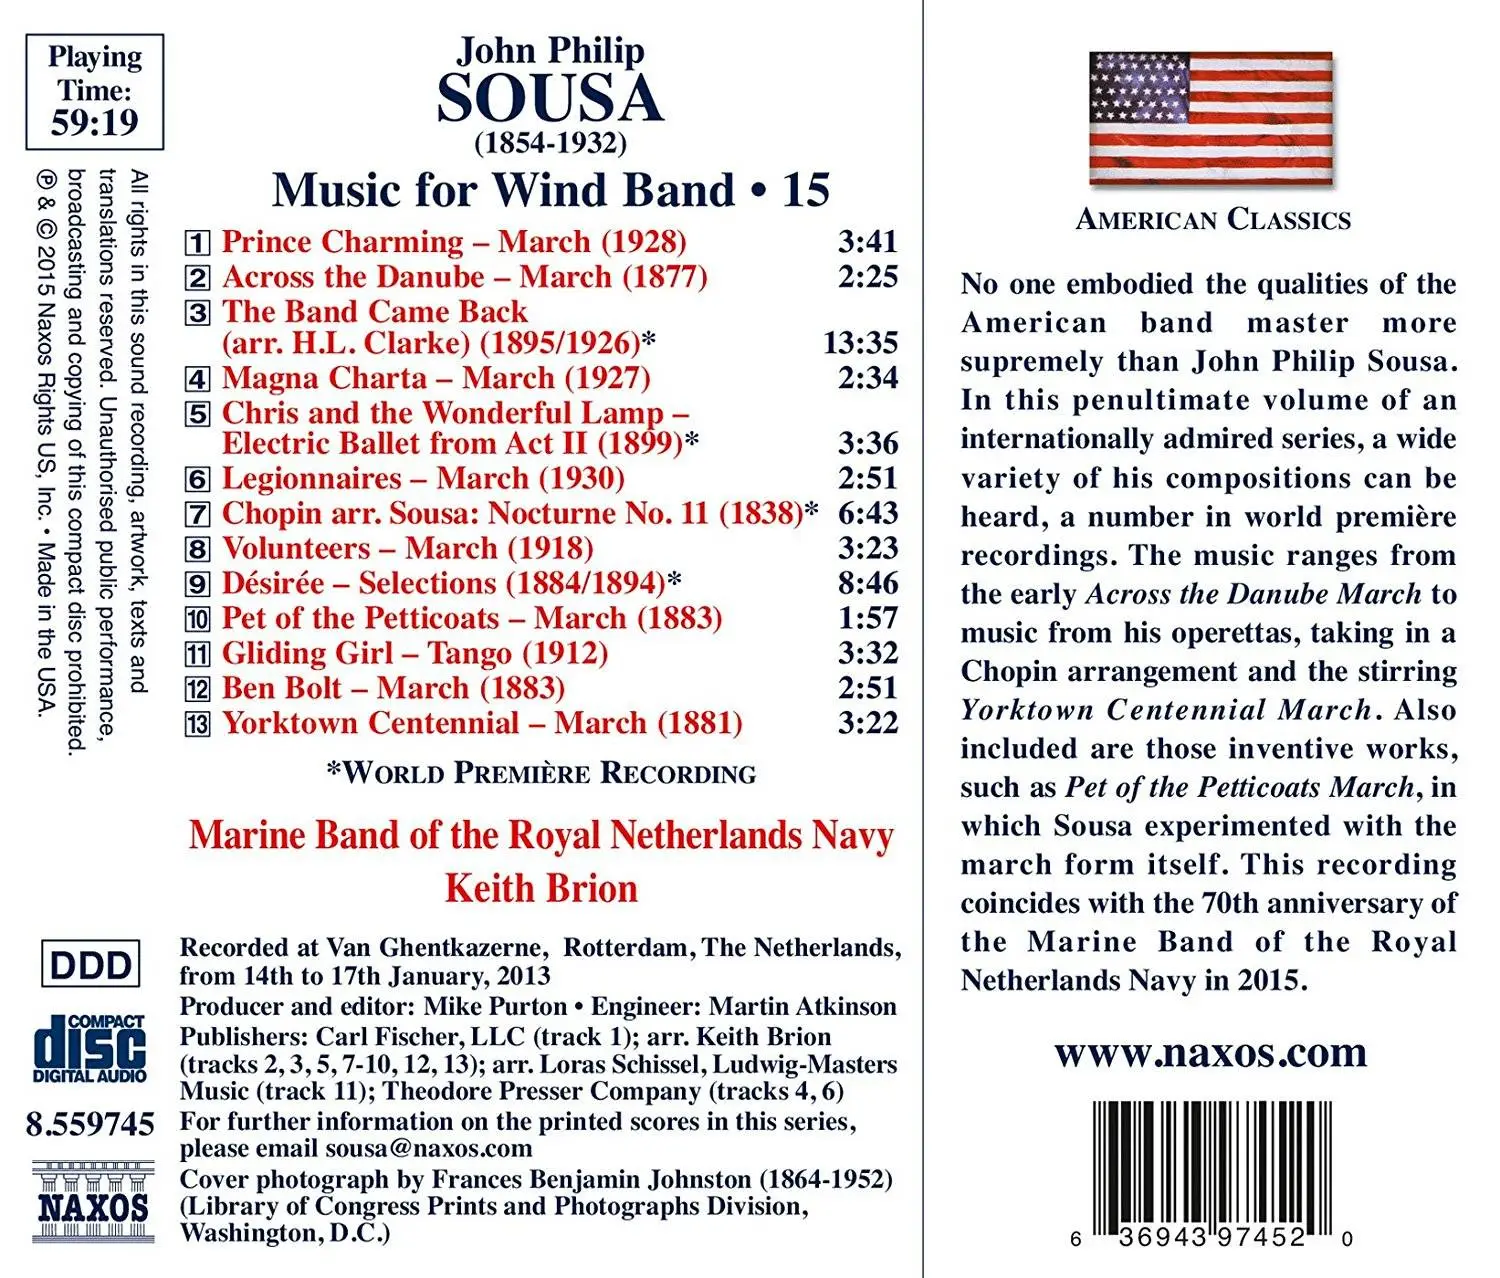 Playing
Time:
59:19
All rights in this sound recording, artwork, texts and
translations reserved. Unauthorised public performance,
broadcasting and copying of this compact disc prohibited.
℗ & © 2015 Naxos Rights US, Inc. • Made in the USA.
John Philip
SOUSA
(1854-1932)
Music for Wind Band • 15
1 Prince Charming – March (1928) 3:41
2 Across the Danube – March (1877) 2:25
3 The Band Came Back
(arr. H.L. Clarke) (1895/1926)* 13:35
4 Magna Charta – March (1927) 2:34
5 Chris and the Wonderful Lamp –
Electric Ballet from Act II (1899)* 3:36
6 Legionnaires – March (1930) 2:51
7 Chopin arr. Sousa: Nocturne No. 11 (1838)* 6:43
8 Volunteers – March (1918) 3:23
9 Désirée – Selections (1884/1894)* 8:46
10 Pet of the Petticoats – March (1883) 1:57
11 Gliding Girl – Tango (1912) 3:32
12 Ben Bolt – March (1883) 2:51
13 Yorktown Centennial – March (1881) 3:22
*WORLD PREMIÈRE RECORDING
Marine Band of the Royal Netherlands Navy
Keith Brion
DDD
COMPACT
disc
DIGITAL AUDIO
8.559745
NAXOS
Recorded at Van Ghentkazerne, Rotterdam, The Netherlands,
from 14th to 17th January, 2013
Producer and editor: Mike Purton • Engineer: Martin Atkinson
Publishers: Carl Fischer, LLC (track 1); arr. Keith Brion
(tracks 2, 3, 5, 7-10, 12, 13); arr. Loras Schissel, Ludwig-Masters
Music (track 11); Theodore Presser Company (tracks 4, 6)
For further information on the printed scores in this series,
please email sousa@naxos.com
Cover photograph by Frances Benjamin Johnston (1864-1952)
(Library of Congress Prints and Photographs Division,
Washington, D.C.)
AMERICAN CLASSICS
No one embodied the qualities of the
American band master more
supremely than John Philip Sousa.
In this penultimate volume of an
internationally admired series, a wide
variety of his compositions can be
heard, a number in world première
recordings. The music ranges from
the early Across the Danube March to
music from his operettas, taking in a
Chopin arrangement and the stirring
Yorktown Centennial March. Also
included are those inventive works,
such as Pet of the Petticoats March, in
which Sousa experimented with the
march form itself. This recording
coincides with the 70th anniversary of
the Marine Band of the Royal
Netherlands Navy in 2015.
www.naxos.com
6 36943 97452 0